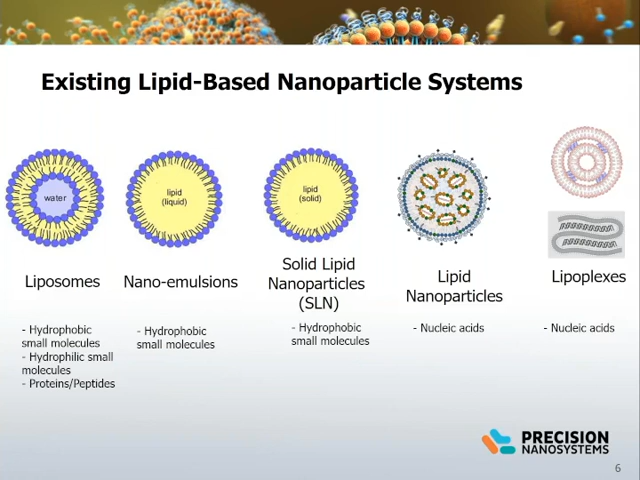 Existing Lipid-Based Nanoparticle Systems
water
lipid
(liquid)
lipid
(solid)
Liposomes
- Hydrophobic
small molecules
- Hydrophilic small
molecules
- Proteins/Peptides
Nano-emulsions
- Hydrophobic
small molecules
Solid Lipid
Nanoparticles
(SLN)
- Hydrophobic
small molecules
Lipid
Nanoparticles
- Nucleic acids
Lipoplexes
- Nucleic acids
PRECISION
NANOSYSTEMS
6